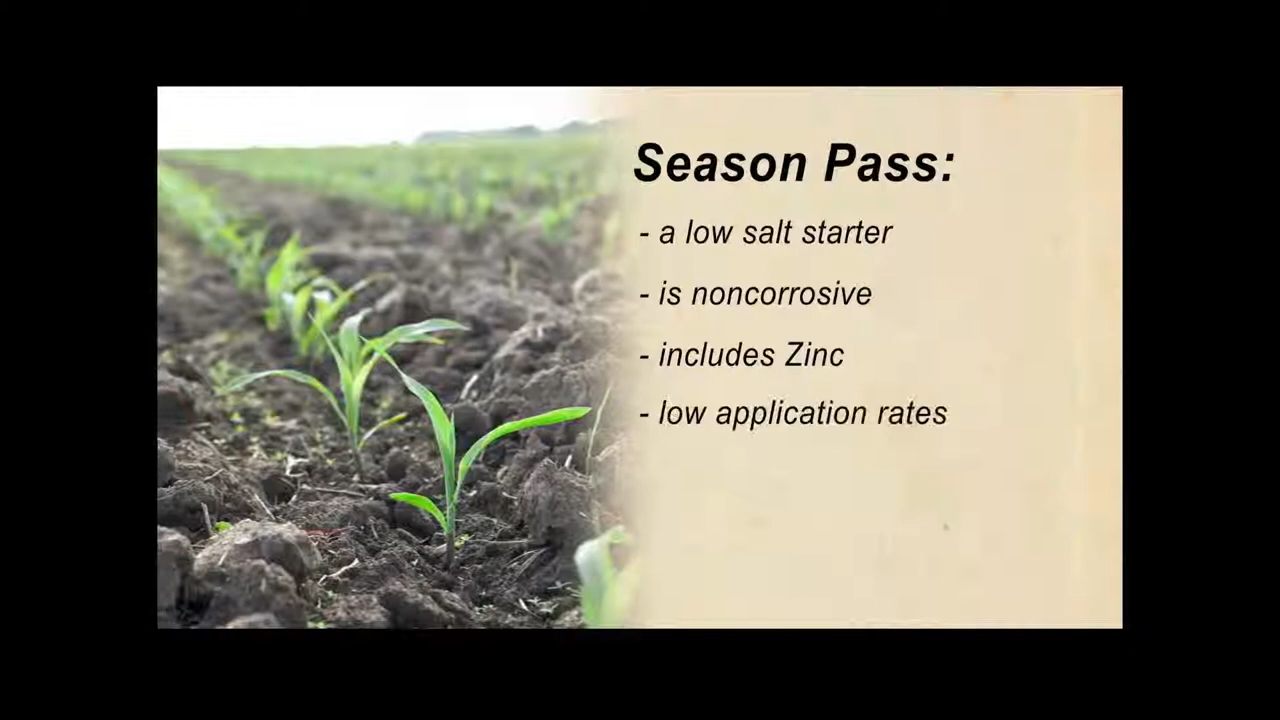 Season Pass:
- a low salt starter
- is noncorrosive
- includes Zinc
- low application rates